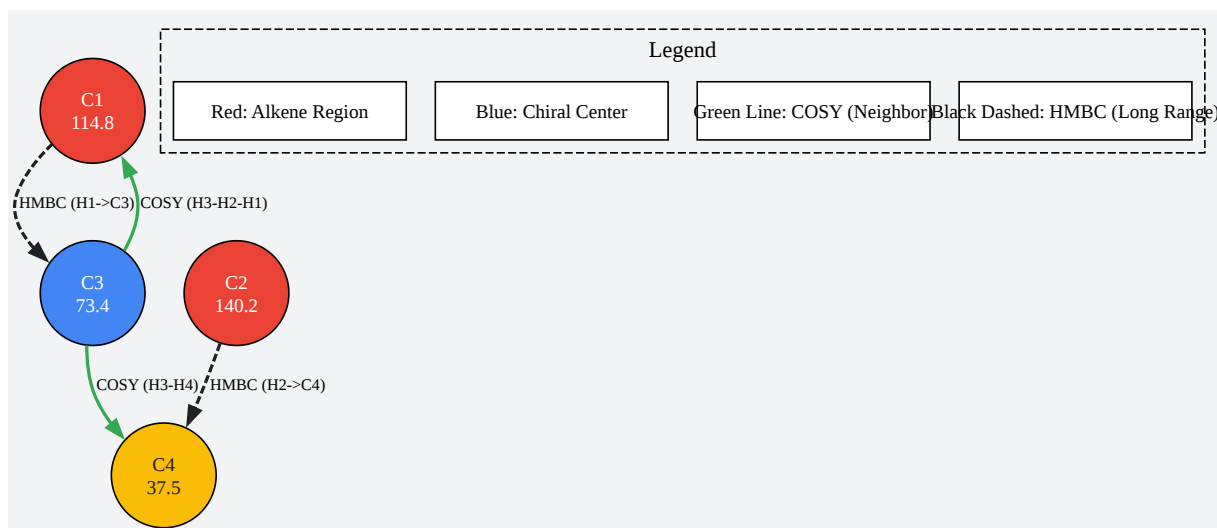 Legend
Red: Alkene Region
Blue: Chiral Center
Green Line: COSY (Neighbor)
Black Dashed: HMBC (Long Range)
C1
114.8
HMBC (H1->C3)
COSY (H3-H2-H1)
C3
73.4
C2
140.2
COSY (H3-H4)
HMBC (H2->C4)
C4
37.5